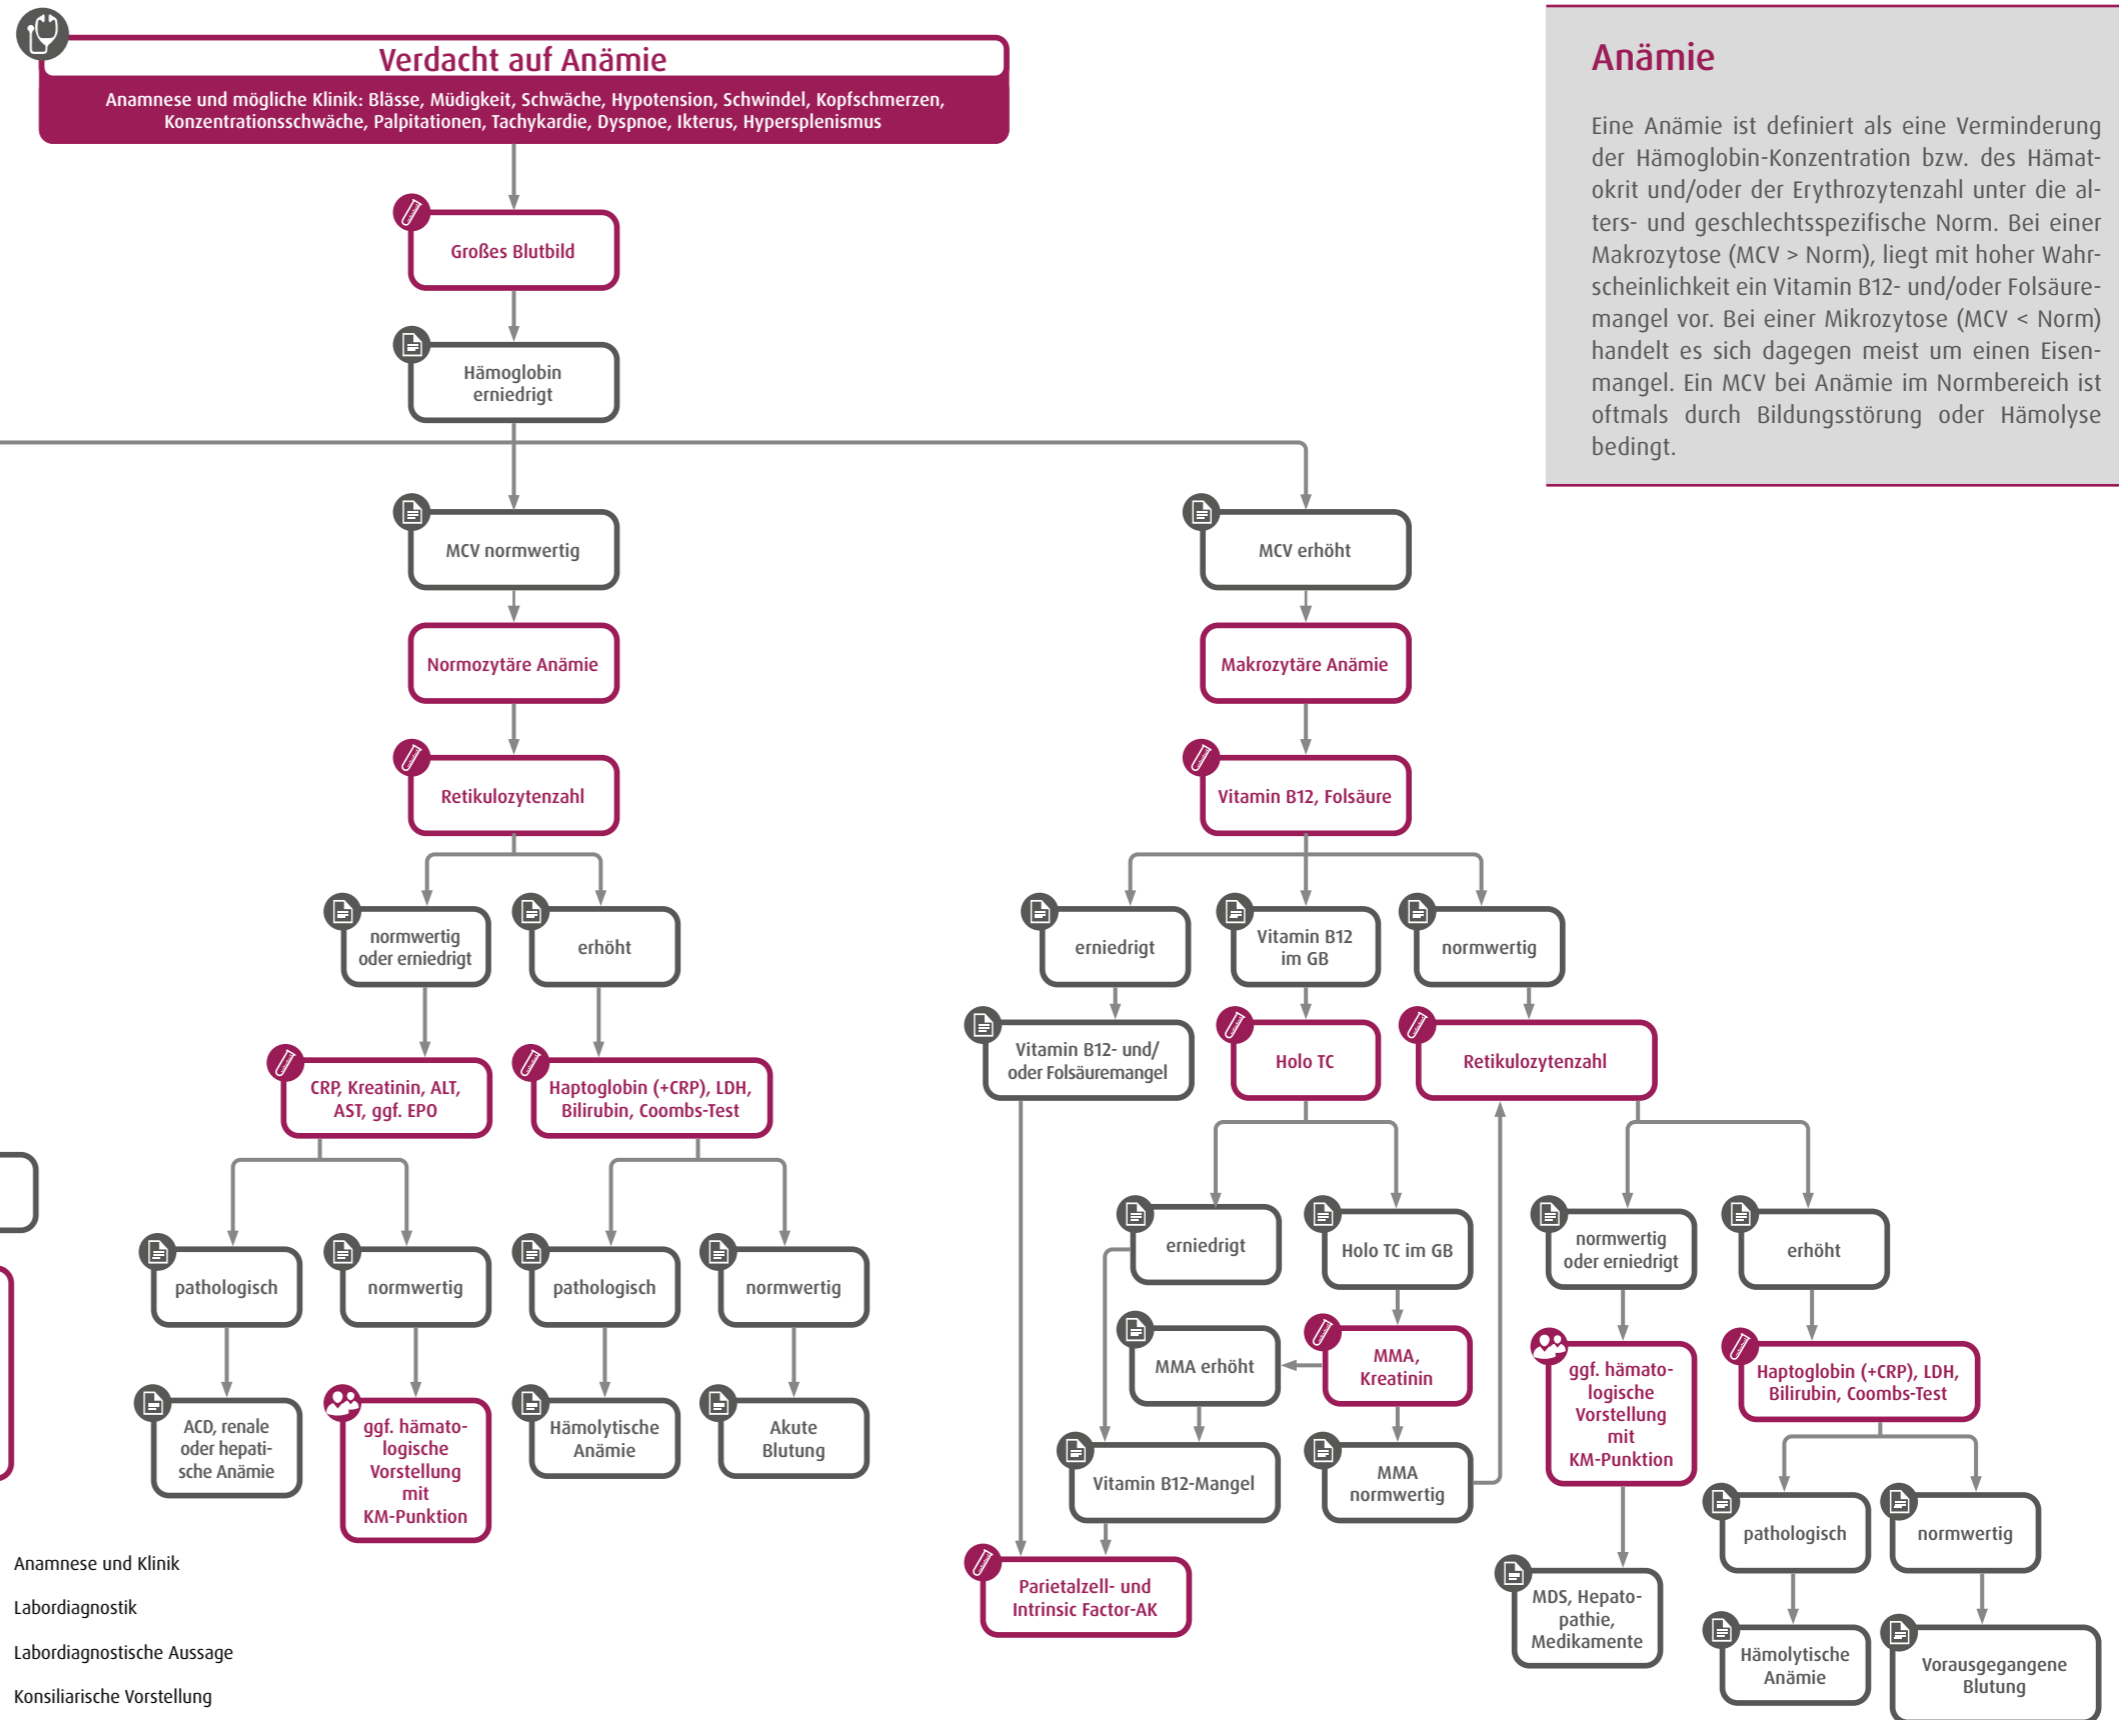 Verdacht auf Anämie
Anamnese und mögliche Klinik: Blässe, Müdigkeit, Schwäche, Hypotension, Schwindel, Kopfschmerzen,
Konzentrationsschwäche, Palpitationen, Tachykardie, Dyspnoe, Ikterus, Hypersplenismus
Anämie
Eine Anämie ist definiert als eine Verminderung
der Hämoglobin-Konzentration bzw. des Hämat-
okrit und/oder der Erythrozytenzahl unter die al-
ters- und geschlechtsspezifische Norm. Bei einer
Makrozytose (MCV > Norm), liegt mit hoher Wahr-
scheinlichkeit ein Vitamin B12- und/oder Folsäure-
mangel vor. Bei einer Mikrozytose (MCV < Norm)
handelt es sich dagegen meist um einen Eisen-
mangel. Ein MCV bei Anämie im Normbereich ist
oftmals durch Bildungsstörung oder Hämolyse
bedingt.
Großes Blutbild
Hämoglobin
erniedrigt
MCV normwertig
Normozytäre Anämie
Retikulozytenzahl
normwertig
oder erniedrigt
erhöht
CRP, Kreatinin, ALT,
AST, ggf. EPO
Haptoglobin (+CRP), LDH,
Bilirubin, Coombs-Test
pathologisch
normwertig
pathologisch
normwertig
ACD, renale
oder hepati-
sche Anämie
ggf. hämato-
logische
Vorstellung
mit
KM-Punktion
Hämolytische
Anämie
Akute
Blutung
MCV erhöht
Makrozytäre Anämie
Vitamin B12, Folsäure
erniedrigt
Vitamin B12
im GB
normwertig
Vitamin B12- und/
oder Folsäuremangel
Holo TC
Retikulozytenzahl
erniedrigt
Holo TC im GB
normwertig
oder erniedrigt
erhöht
MMA erhöht
MMA,
Kreatinin
ggf. hämato-
logische
Vorstellung
mit
KM-Punktion
Haptoglobin (+CRP), LDH,
Bilirubin, Coombs-Test
Vitamin B12-Mangel
MMA
normwertig
pathologisch
normwertig
Parietalzell- und
Intrinsic Factor-AK
MDS, Hepato-
pathie,
Medikamente
Hämolytische
Anämie
Vorausgegangene
Blutung
Anamnese und Klinik
Labordiagnostik
Labordiagnostische Aussage
Konsiliarische Vorstellung